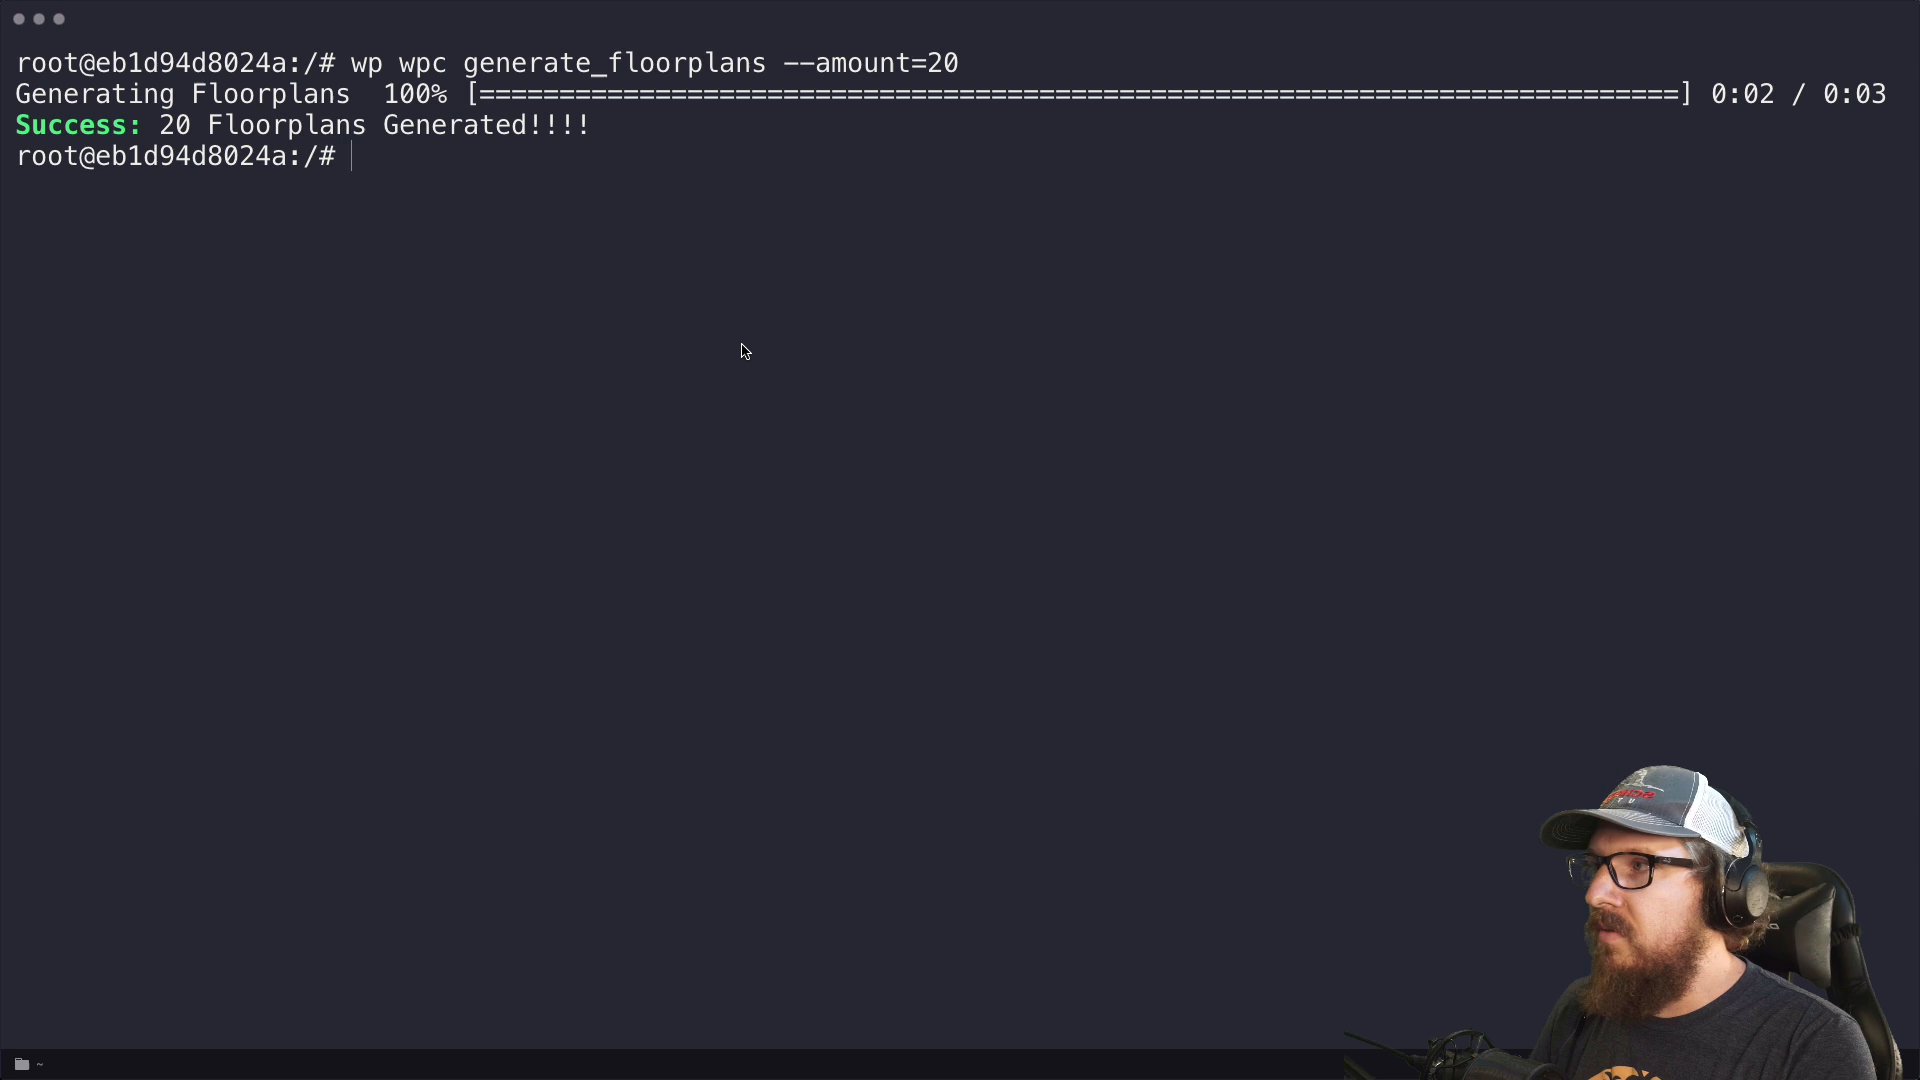 root@eb1d94d8024a:/# wp wpc generate_floorplans --amount=20
Generating Floorplans  100% [===========================================================================] 0:02 / 0:03
Success: 20 Floorplans Generated!!!!
root@eb1d94d8024a:/#
~